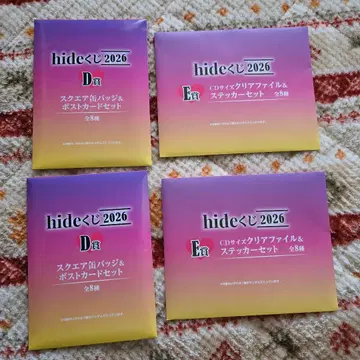 hideくじ 2026
D賞
スクエア缶バッジ&
ポストカードセット
全8種
hideくじ 2026
E賞
CDサイズクリアファイル&
ステッカーセット 全8種
hideくじ 2026
D賞
スクエア缶バッジ&
ポストカードセット
全8種
hideくじ 2026
E賞
CDサイズクリアファイル&
ステッカーセット 全8種